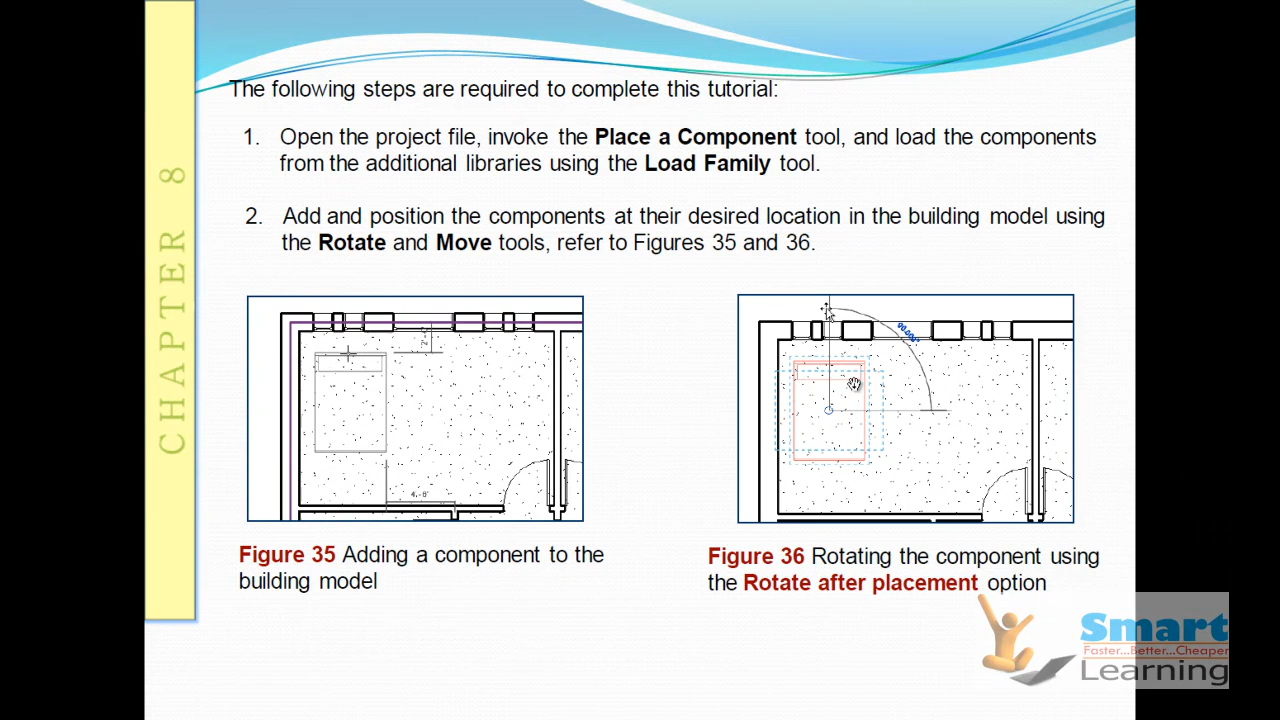 CHAPTER 8
The following steps are required to complete this tutorial:
1. Open the project file, invoke the Place a Component tool, and load the components
from the additional libraries using the Load Family tool.
2. Add and position the components at their desired location in the building model using
the Rotate and Move tools, refer to Figures 35 and 36.
90.000°
Figure 35 Adding a component to the
building model
Figure 36 Rotating the component using
the Rotate after placement option
Smart
Faster...Better...Cheaper
Learning